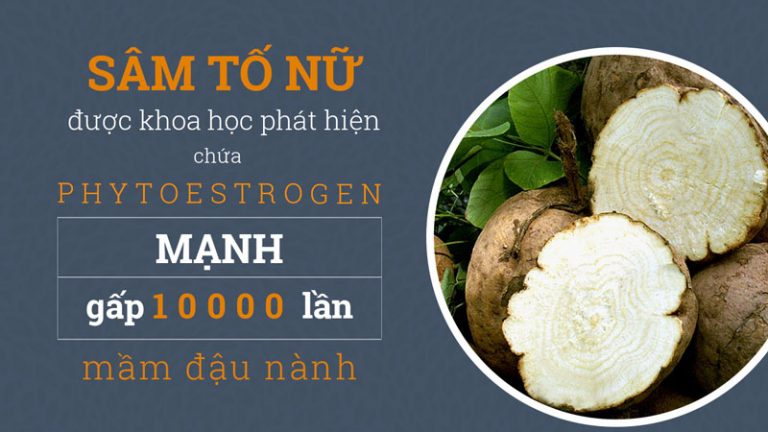 SÂM TỐ NỮ
được khoa học phát hiện
chứa
PHYTOESTROGEN
MẠNH
gấp 10000 lần
mầm đậu nành